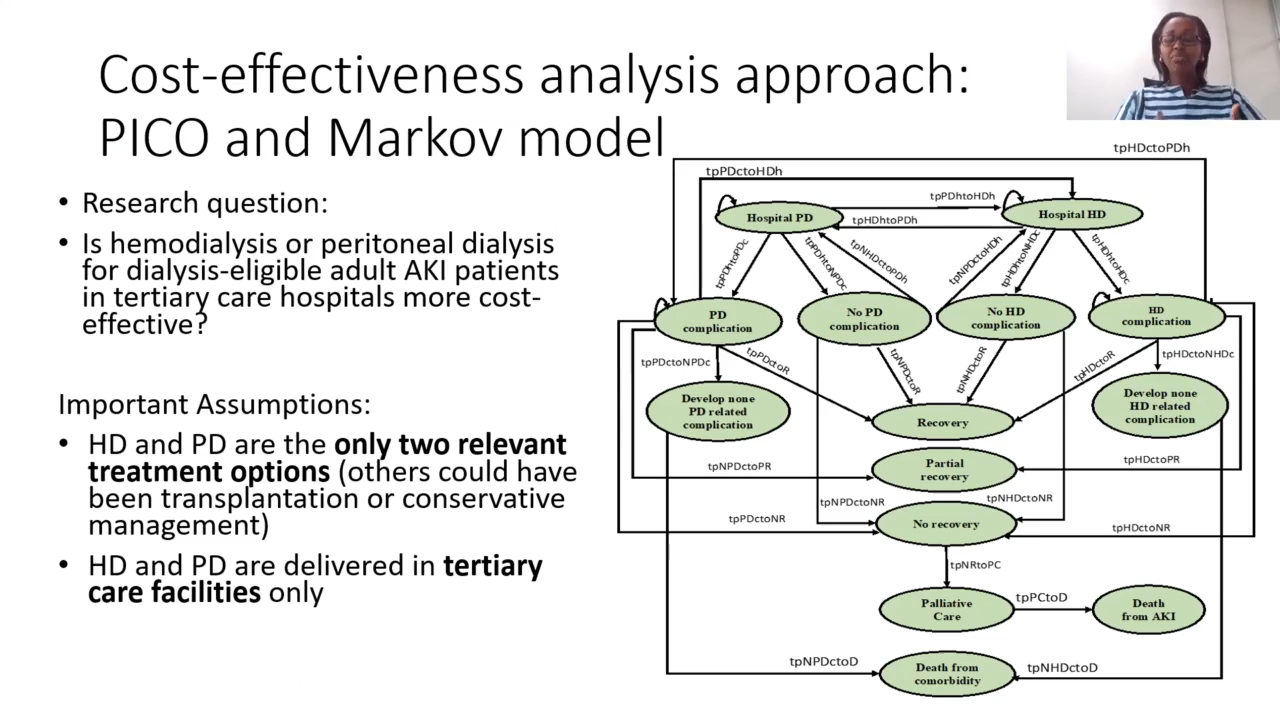 Cost-effectiveness analysis approach:
PICO and Markov model
• Research question:
• Is hemodialysis or peritoneal dialysis
for dialysis-eligible adult AKI patients
in tertiary care hospitals more cost-
effective?
Important Assumptions:
• HD and PD are the only two relevant
treatment options (others could have
been transplantation or conservative
management)
• HD and PD are delivered in tertiary
care facilities only
tpHDctoPDh
tpPDctoHDh
tpPDhtoHDh
Hospital PD
tpHDhtoPDh
Hospital HD
tpPDhtoPDc
tpPDhtoNPDc
tpNHDctoPDh
tpNPDctoHDh
tpHDhtoNHDc
tpHDhtoHDc
PD
complication
No PD
complication
No HD
complication
HD
complication
tpPDctoNPDc
tpPDctoR
tpNPDctoR
tpNHDctoR
tpHDctoR
tpHDctoNHDc
Develop none
PD related
complication
Develop none
HD related
complication
Recovery
tpNPDctoPR
Partial
recovery
tpHDctoPR
tpNPDctoNR
tpNHDctoNR
tpPDctoNR
No recovery
tpHDctoNR
tpNRtoPC
Palliative
Care
tpPCtoD
Death
from AKI
tpNPDctoD
Death from
comorbidity
tpNHDctoD